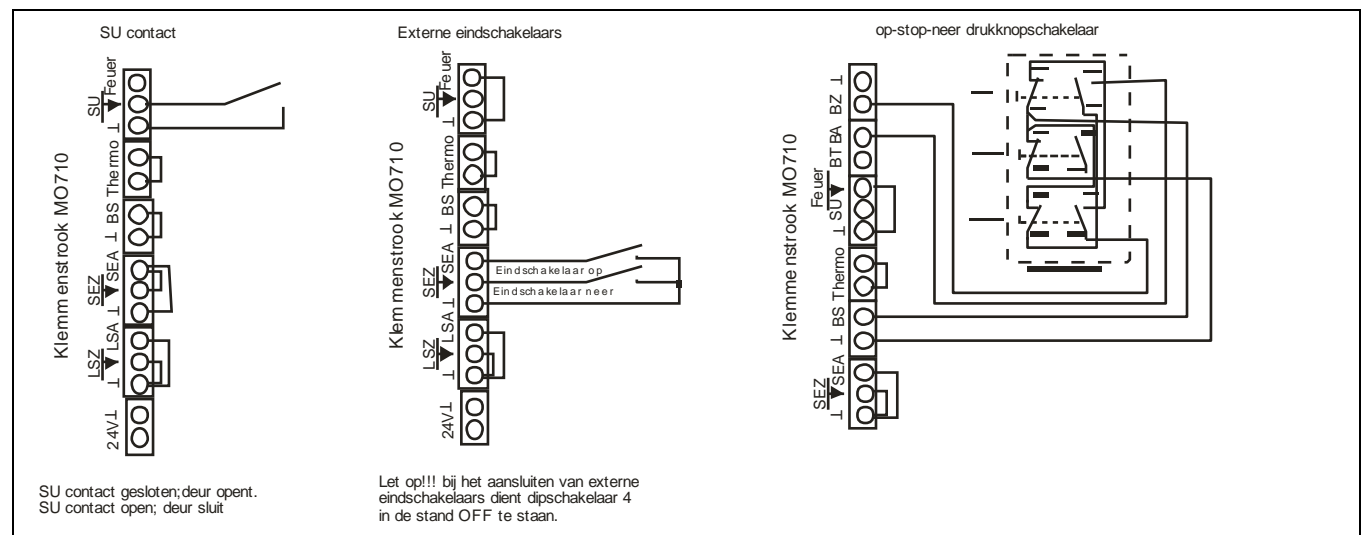 SU contact
Feuer
SU
⊥
Thermo
BS
⊥
SEA
SEZ
⊥
LSA
LSZ
⊥
24V⊥
Klemmenstrook MO710
SU contact gesloten;deur opent.
SU contact open; deur sluit
Externe eindschakelaars
Feuer
SU
⊥
Thermo
BS
⊥
SEA
SEZ
⊥
LSA
LSZ
⊥
24V⊥
Klemmenstrook MO710
Eindschakelaar op
Eindschakelaar neer
Let op!!! bij het aansluiten van externe
eindschakelaars dient dipschakelaar 4
in de stand OFF te staan.
op-stop-neer drukknopschakelaar
⊥
BZ
BA
BT
Feuer
SU
⊥
Thermo
BS
⊥
SEA
SEZ
⊥
Klemmenstrook MO710